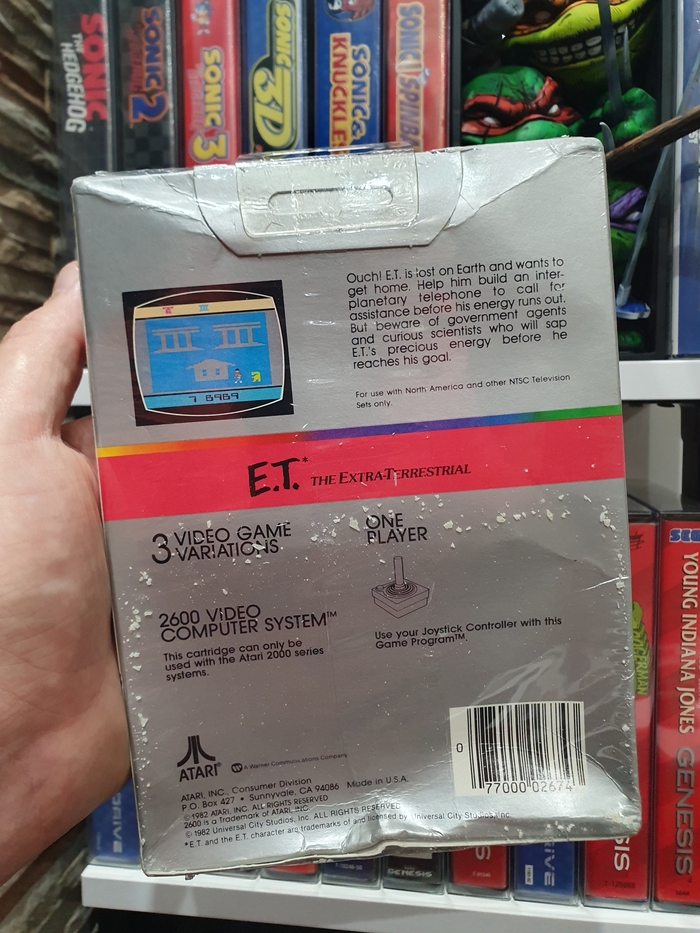 SONIC
THE
HEDGEHOG
SONIC 2
SONIC 3
SONIC 3D
SONIC &
KNUCKLES
SONIC SPINBA
Ouch! E.T. is lost on Earth and wants to
get home. Help him build an inter-
planetary telephone to call for
assistance before his energy runs out.
But beware of government agents
and curious scientists who will sap
E.T.'s precious energy before he
reaches his goal.
7 8989
For use with North America and other NTSC Television
Sets only.
E.T.* THE EXTRA-TERRESTRIAL
3 VIDEO GAME
VARIATIONS
ONE
PLAYER
2600 VIDEO
COMPUTER SYSTEM™
This cartridge can only be
used with the Atari 2000 series
systems.
Use your Joystick Controller with this
Game Program™.
ATARI®
A Warner Communications Company
ATARI, INC., Consumer Division
P.O. Box 427 • Sunnyvale, CA 94086 Made in U.S.A.
© 1982 ATARI, INC. ALL RIGHTS RESERVED
2600 is a Trademark of ATARI, INC
© 1982 Universal City Studios, Inc. ALL RIGHTS RESERVED
*E.T. and the E.T. character are trademarks of and licensed by Universal City Studios, Inc.
0 77000 02674
SEG
YOUNG INDIANA JONES
GENESIS
SIS
GENESIS